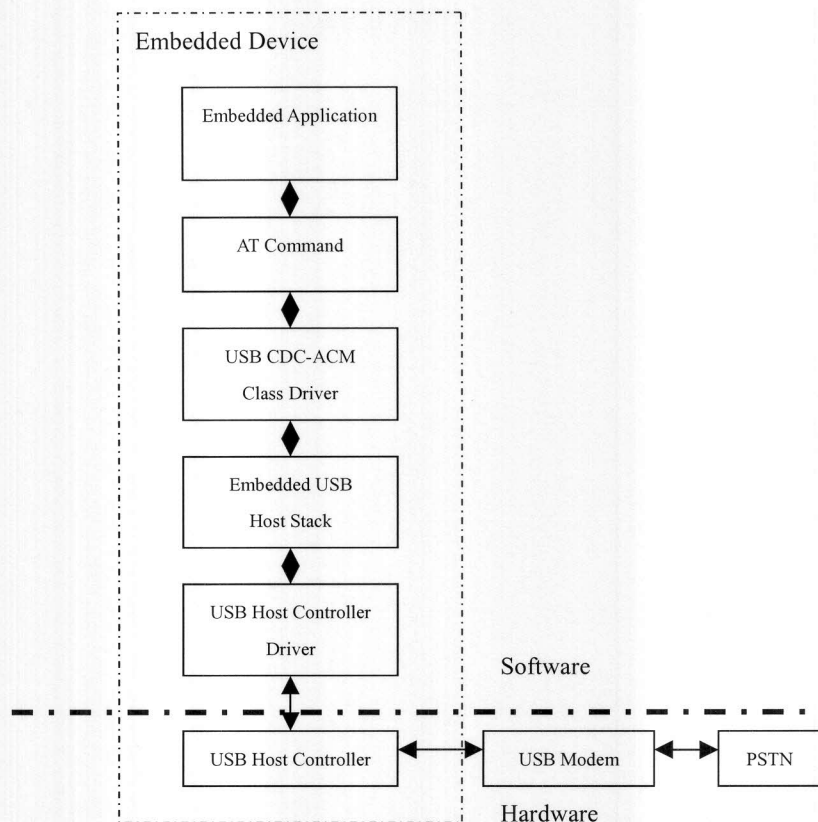 Embedded Device
Embedded Application
AT Command
USB CDC-ACM
Class Driver
Embedded USB
Host Stack
USB Host Controller
Driver
Software
USB Host Controller
USB Modem
PSTN
Hardware